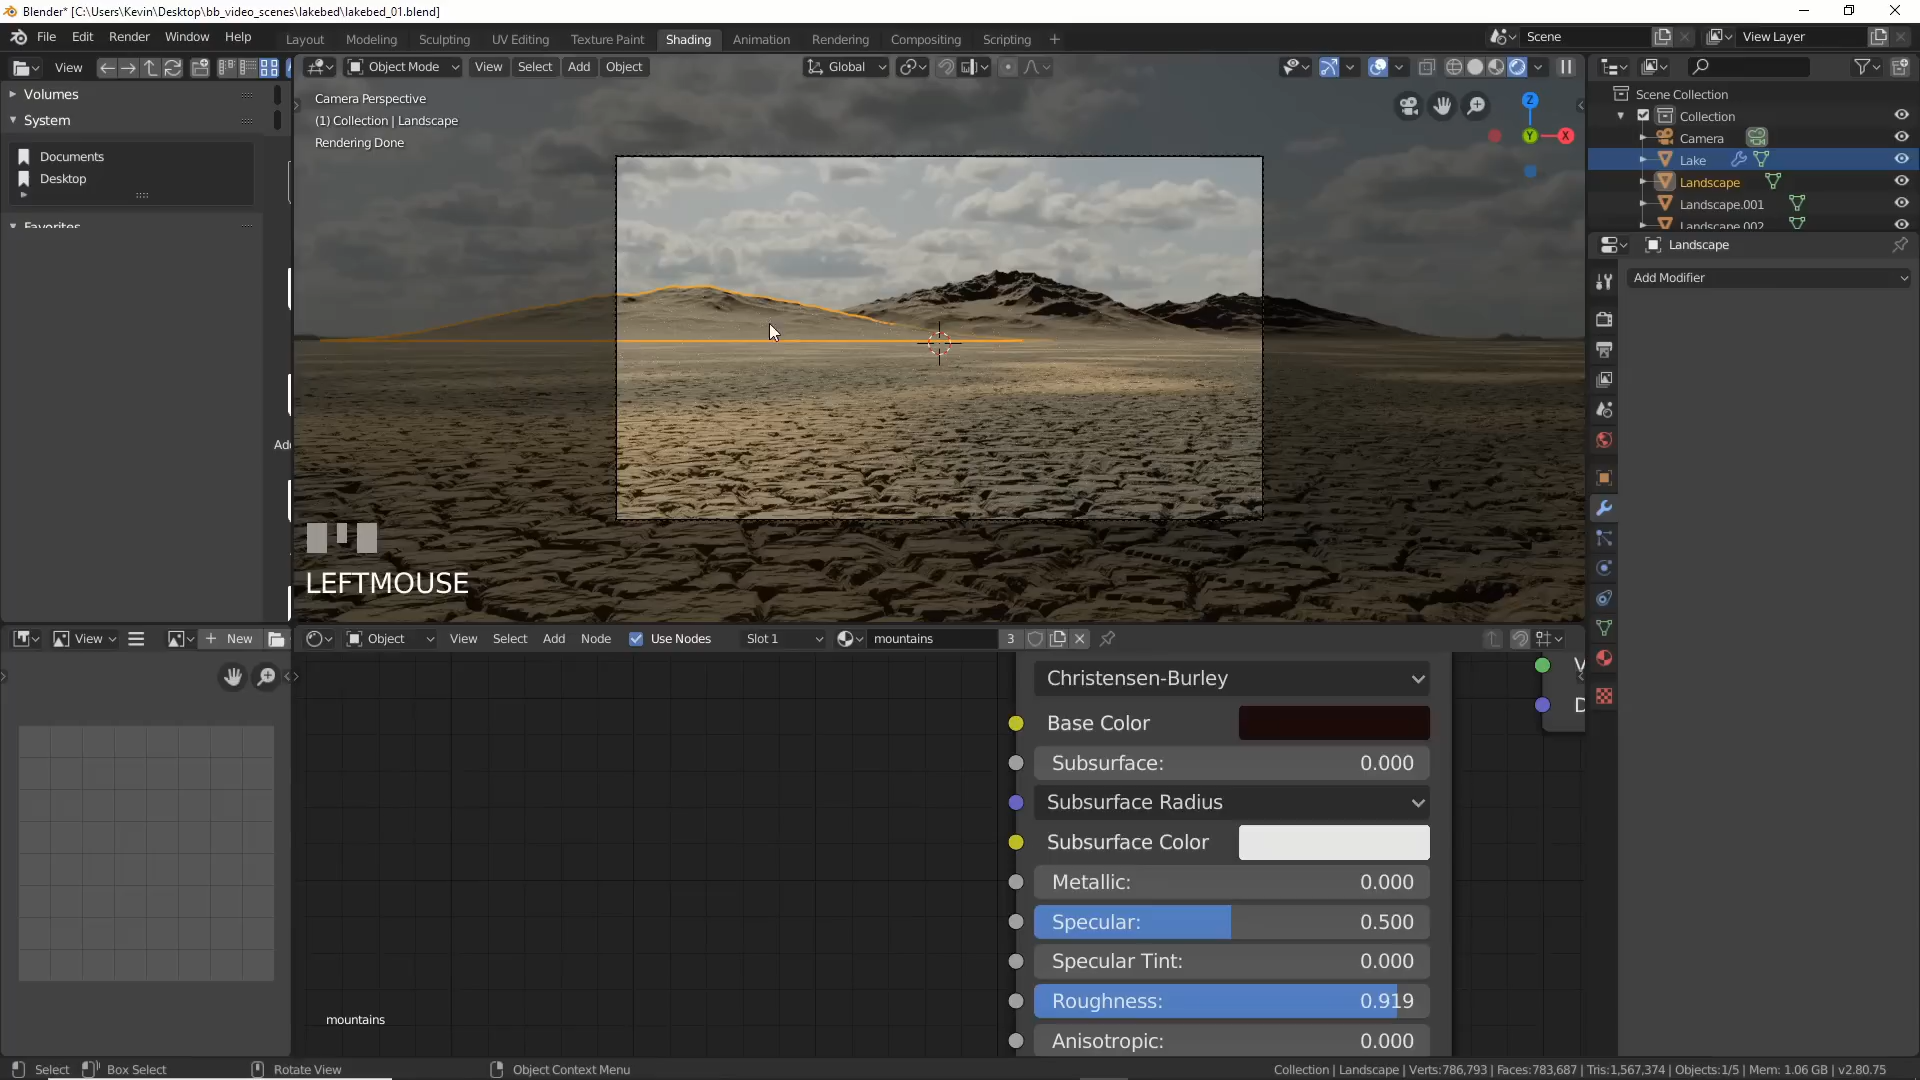 Blender* [C:\Users\Kevin\Desktop\bb_video_scenes\lakebed\lakebed_01.blend]
File Edit Render Window Help
Layout Modeling Sculpting UV Editing Texture Paint Shading Animation Rendering Compositing Scripting
Scene
View Layer
View
Object Mode View Select Add Object
Global
Volumes
System
Documents
Desktop
Favorites
Camera Perspective
(1) Collection | Landscape
Rendering Done
Z
Y
X
Scene Collection
Collection
Camera
Lake
Landscape
Landscape.001
Landscape.002
Landscape
Add Modifier
LEFTMOUSE
View
New
Object View Select Add Node Use Nodes Slot 1 mountains 3
Christensen-Burley
Base Color
Subsurface: 0.000
Subsurface Radius
Subsurface Color
Metallic: 0.000
Specular: 0.500
Specular Tint: 0.000
Roughness: 0.919
Anisotropic: 0.000
mountains
Select Box Select Rotate View Object Context Menu
Collection | Landscape | Verts:786,793 | Faces:783,687 | Tris:1,567,374 | Objects:1/5 | Mem: 1.06 GB | v2.80.75